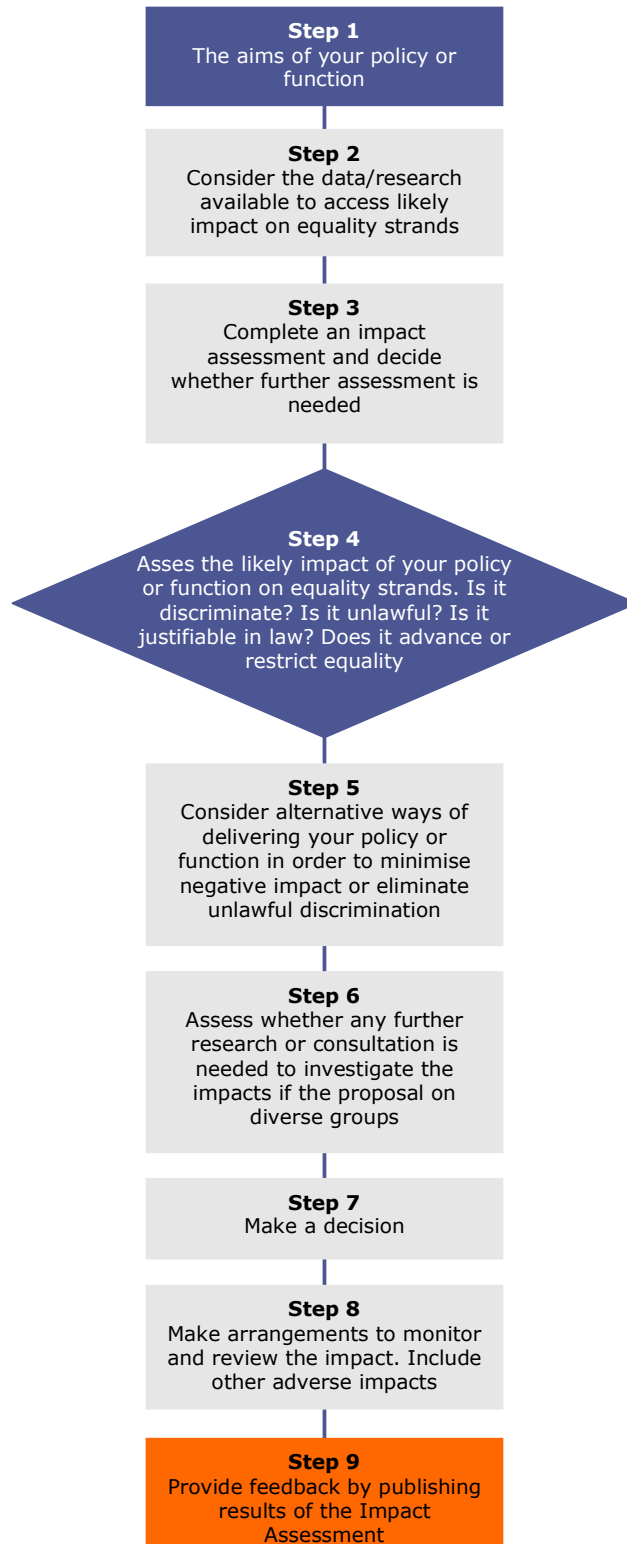 Step 1
The aims of your policy or
function
Step 2
Consider the data/research
available to access likely
impact on equality strands
Step 3
Complete an impact
assessment and decide
whether further assessment is
needed
Step 4
Asses the likely impact of your policy
or function on equality strands. Is it
discriminate? Is it unlawful? Is it
justifiable in law? Does it advance or
restrict equality
Step 5
Consider alternative ways of
delivering your policy or
function in order to minimise
negative impact or eliminate
unlawful discrimination
Step 6
Assess whether any further
research or consultation is
needed to investigate the
impacts if the proposal on
diverse groups
Step 7
Make a decision
Step 8
Make arrangements to monitor
and review the impact. Include
other adverse impacts
Step 9
Provide feedback by publishing
results of the Impact
Assessment